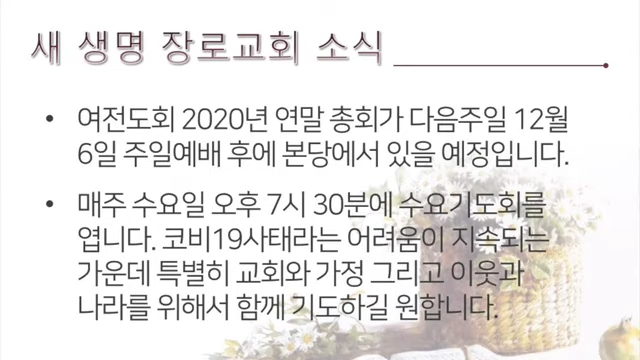 새 생명 장로교회 소식
• 여전도회 2020년 연말 총회가 다음주일 12월
6일 주일예배 후에 본당에서 있을 예정입니다.
• 매주 수요일 오후 7시 30분에 수요기도회를
엽니다. 코비19사태라는 어려움이 지속되는
가운데 특별히 교회와 가정 그리고 이웃과
나라를 위해서 함께 기도하길 원합니다.